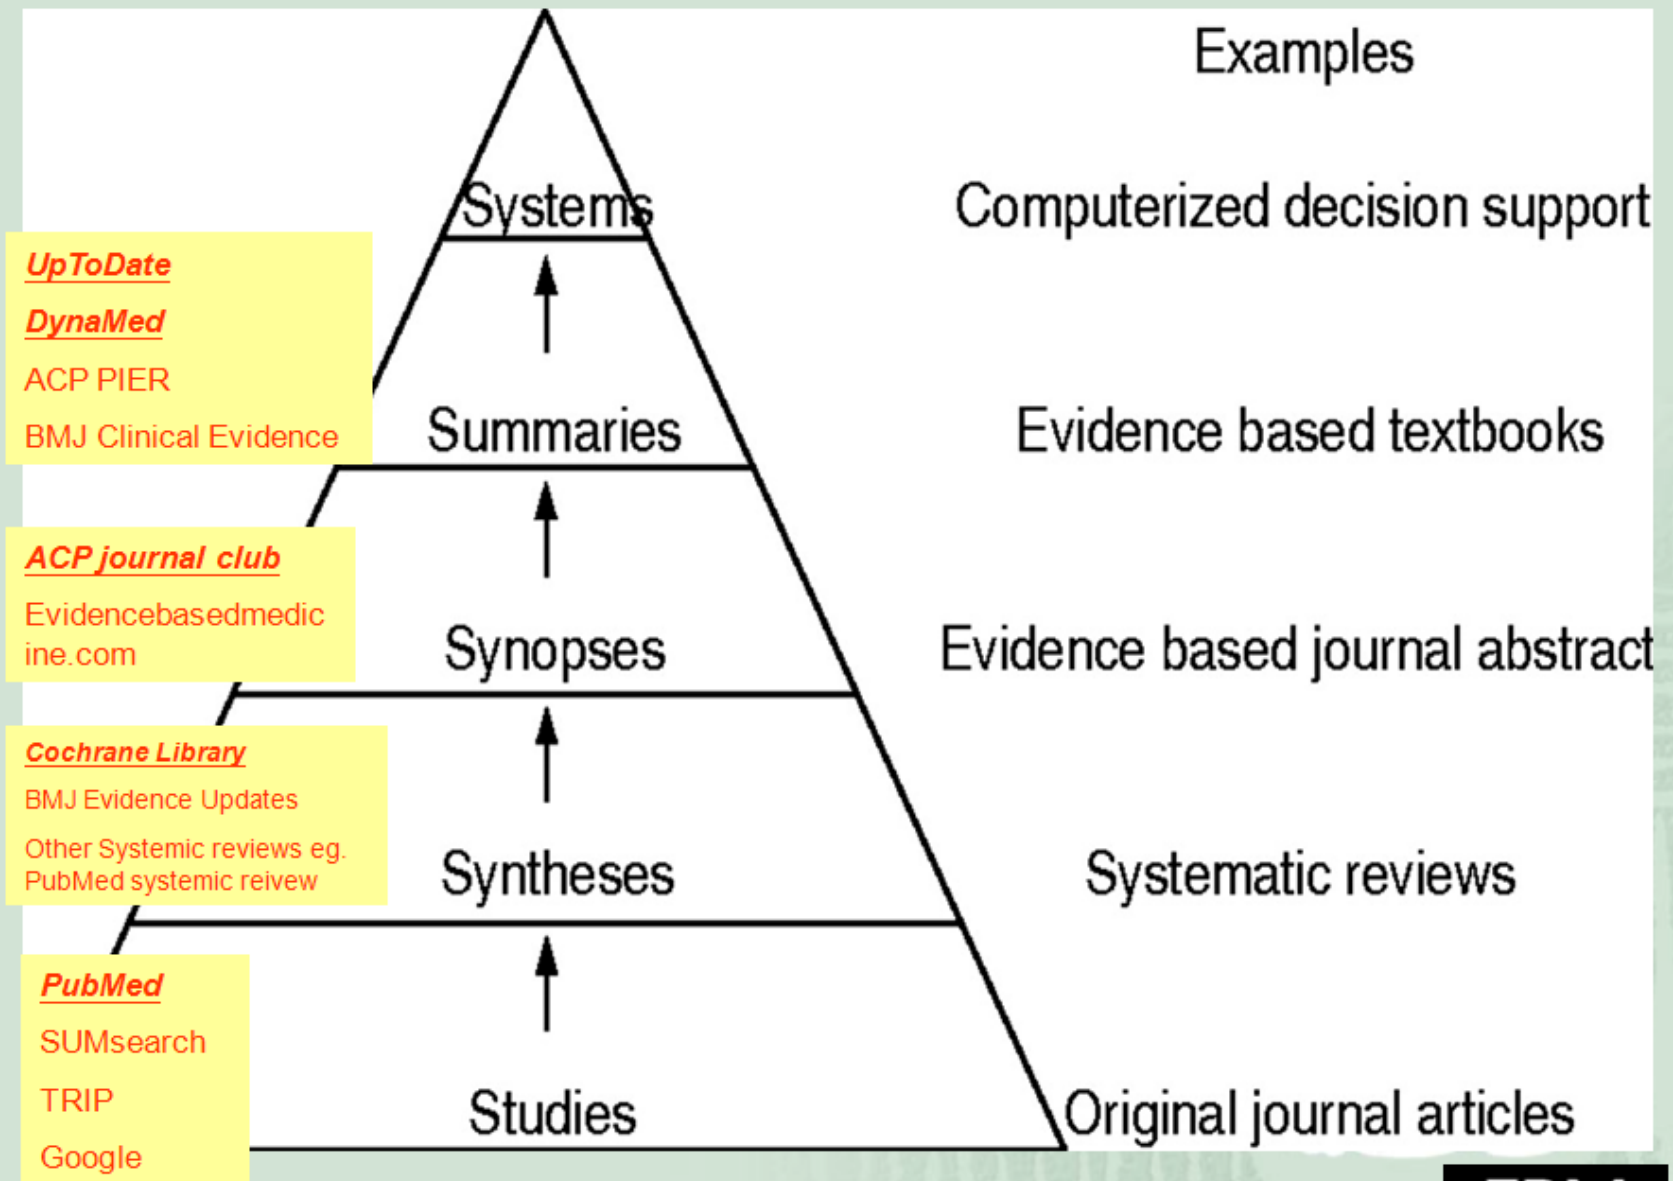 Examples
Systems
Computerized decision support
UpToDate
DynaMed
ACP PIER
BMJ Clinical Evidence
Summaries
Evidence based textbooks
ACP journal club
Evidencebasedmedic
ine.com
Synopses
Evidence based journal abstract
Cochrane Library
BMJ Evidence Updates
Other Systemic reviews eg.
PubMed systemic reivew
Syntheses
Systematic reviews
PubMed
SUMsearch
TRIP
Google
Studies
Original journal articles